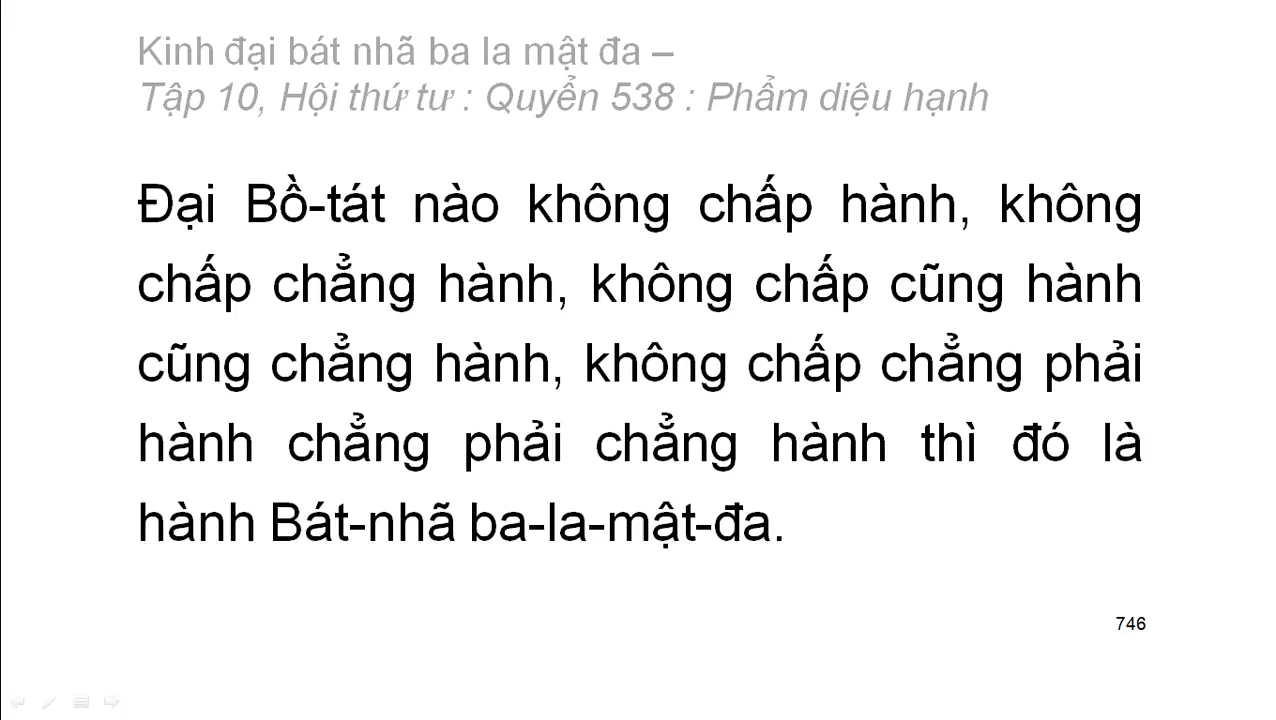 Kinh đại bát nhã ba la mật đa –
Tập 10, Hội thứ tư : Quyển 538 : Phẩm diệu hạnh
Đại Bồ-tát nào không chấp hành, không
chấp chẳng hành, không chấp cũng hành
cũng chẳng hành, không chấp chẳng phải
hành chẳng phải chẳng hành thì đó là
hành Bát-nhã ba-la-mật-đa.
746